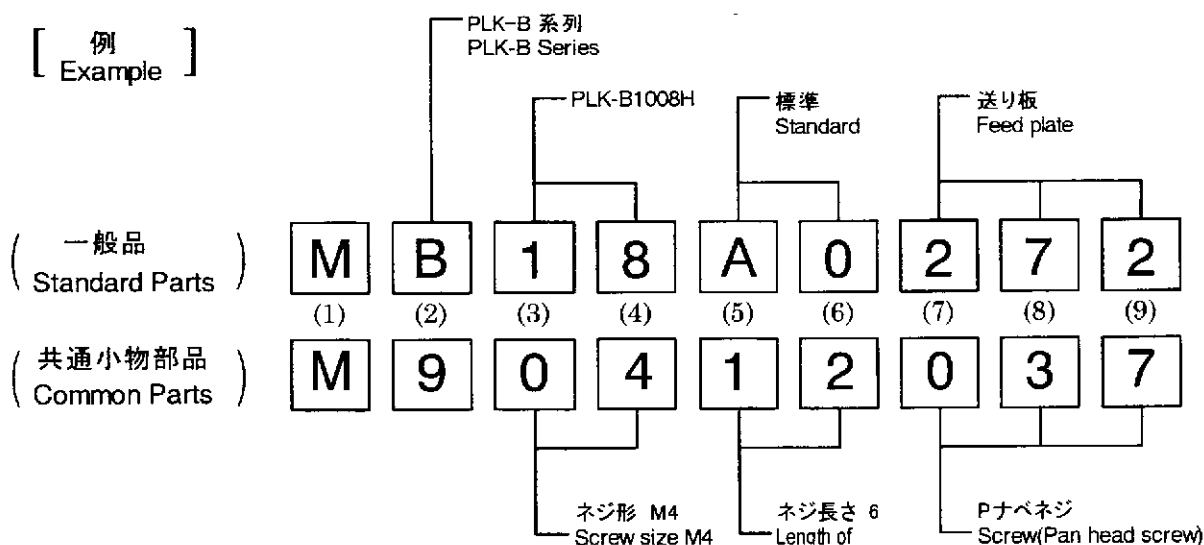 PLK-B 系列
PLK-B Series
[ 例
Example ]
PLK-B1008H
標準
Standard
送り板
Feed plate
( 一般品
Standard Parts )
M B 1 8 A 0 2 7 2
(1) (2) (3) (4) (5) (6) (7) (8) (9)
( 共通小物部品
Common Parts )
M 9 0 4 1 2 0 3 7
ネジ形 M4
Screw size M4
ネジ長さ 6
Length of
Pナベネジ
Screw(Pan head screw)